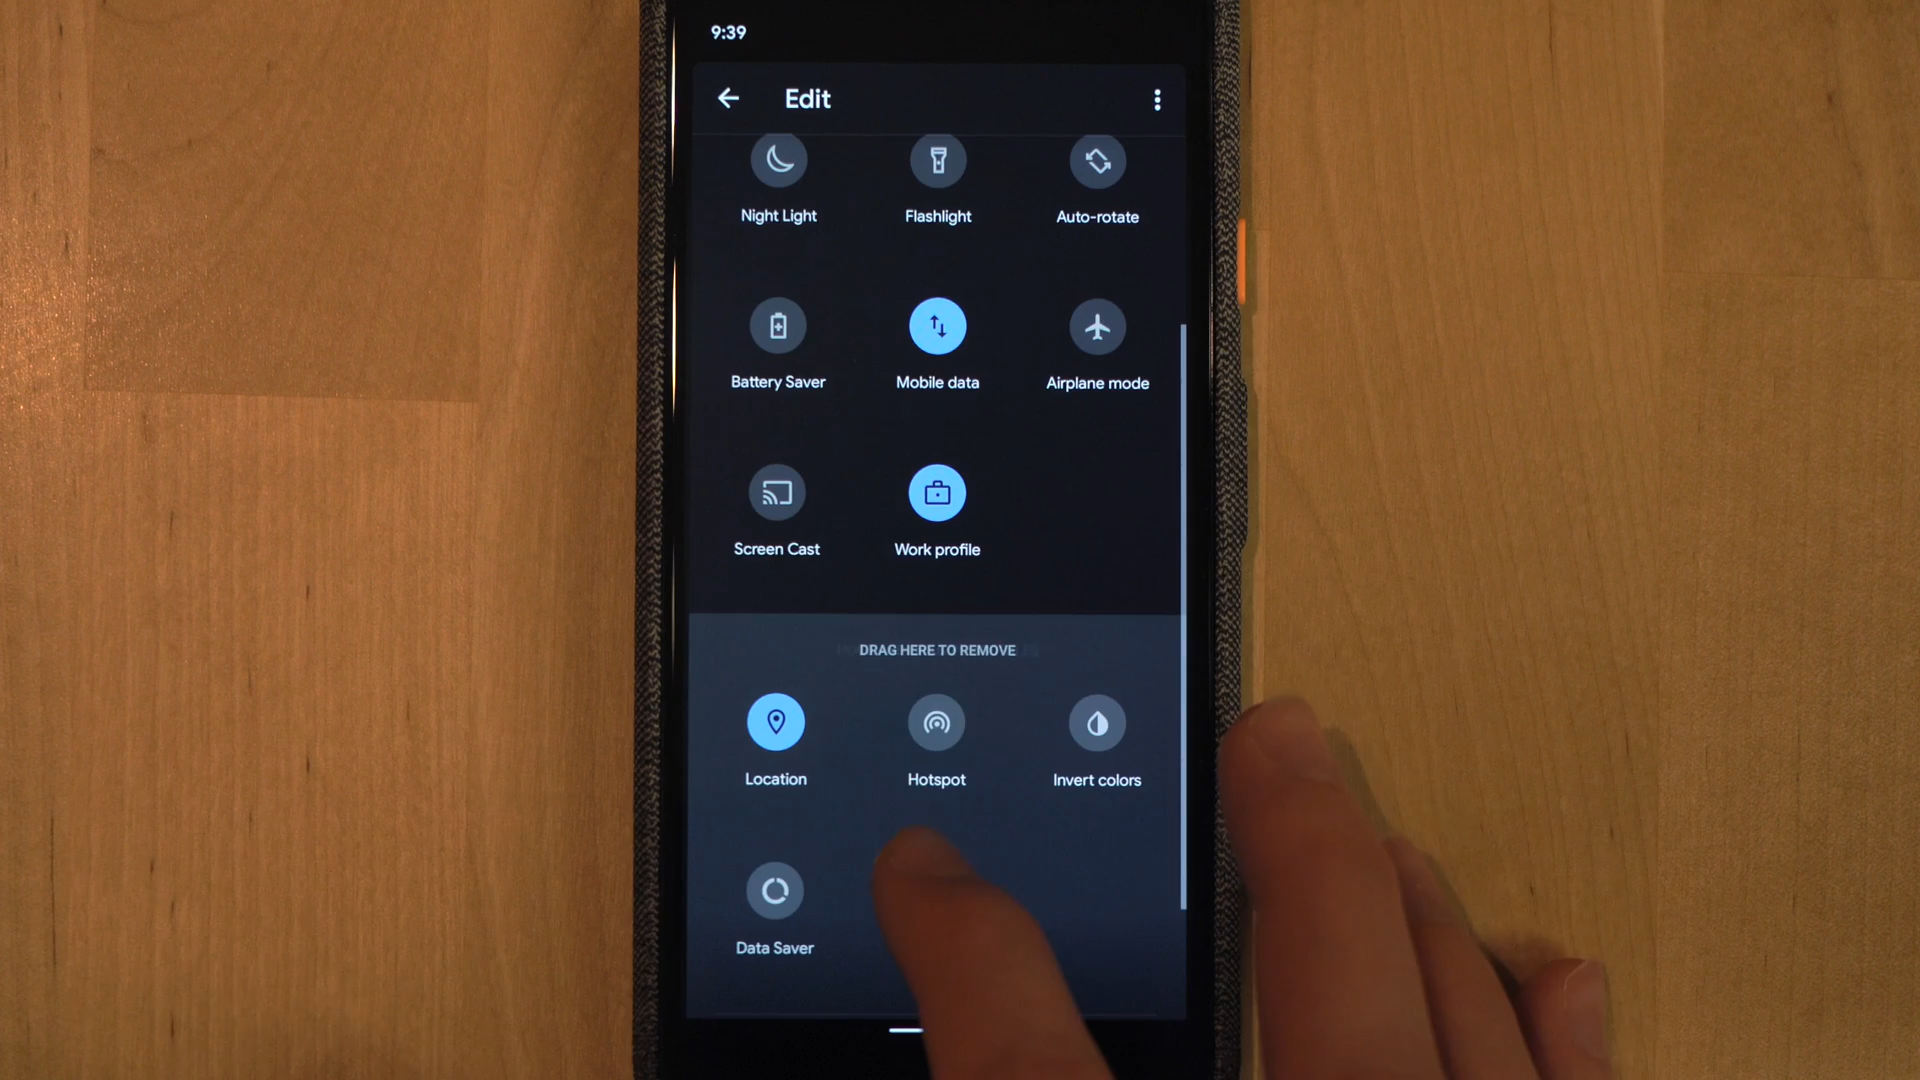 9:39
Edit
Night Light
Flashlight
Auto-rotate
Battery Saver
Mobile data
Airplane mode
Screen Cast
Work profile
DRAG HERE TO REMOVE
Location
Hotspot
Invert colors
Data Saver